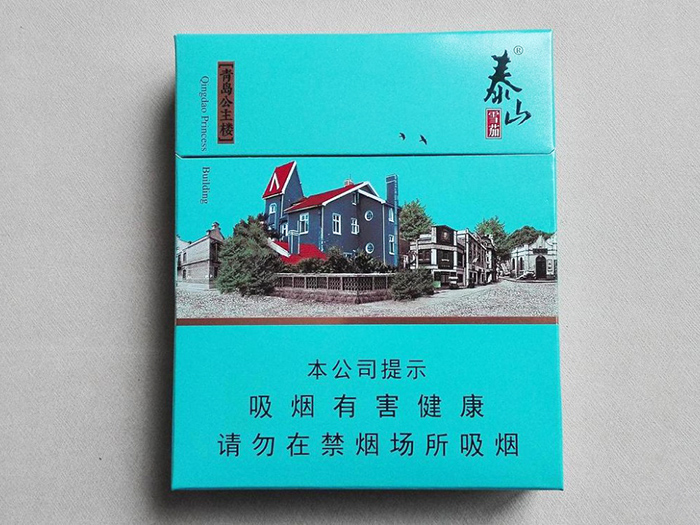 【青岛公主楼】
Qingdao Princess Building
泰山
®
雪茄
本公司提示
吸烟有害健康
请勿在禁烟场所吸烟